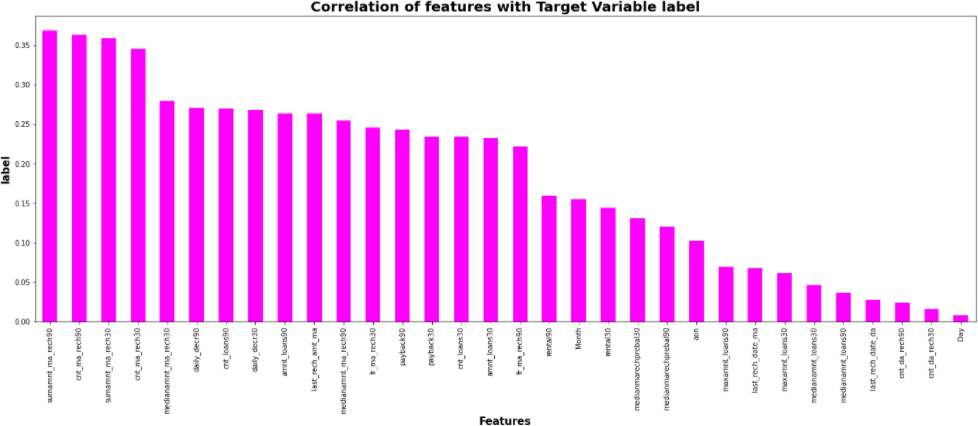 Correlation of features with Target Variable label
label
0.35
0.30
0.25
0.20
0.15
0.10
0.05
0.00
sumamnt_ma_rech90
cnt_ma_rech90
sumamnt_ma_rech30
cnt_ma_rech30
medianamnt_ma_rech30
daily_decr90
cnt_loans90
daily_decr30
amnt_loans90
last_rech_amt_ma
medianamnt_ma_rech90
fr_ma_rech30
payback90
payback30
cnt_loans30
amnt_loans30
fr_ma_rech90
rental90
Month
rental30
medianmarechprebal30
medianmarechprebal90
aon
maxamnt_loans90
last_rech_date_ma
maxamnt_loans30
medianamnt_loans30
medianamnt_loans90
last_rech_date_da
cnt_da_rech90
cnt_da_rech30
Day
Features